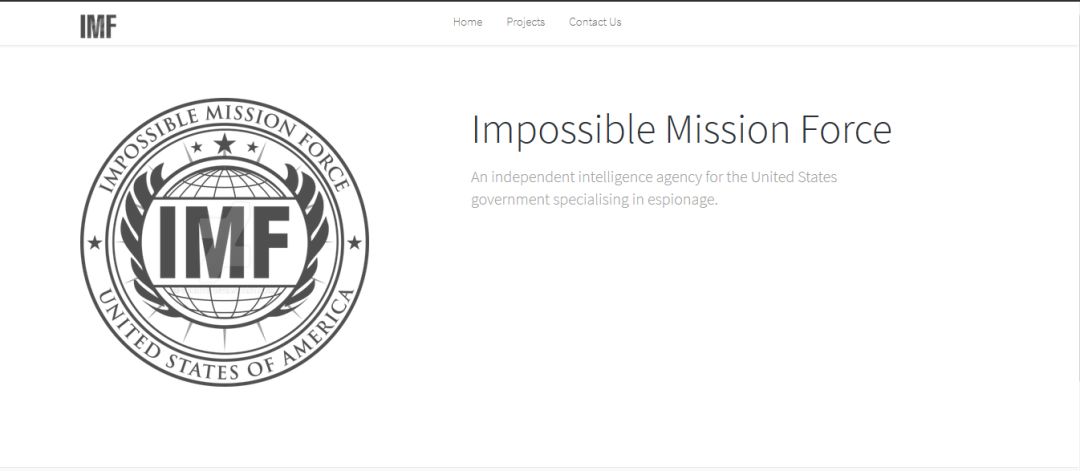 IMF
Home Projects Contact Us
IMPOSSIBLE MISSION FORCE
IMF
UNITED STATES OF AMERICA
Impossible Mission Force
An independent intelligence agency for the United States
government specialising in espionage.